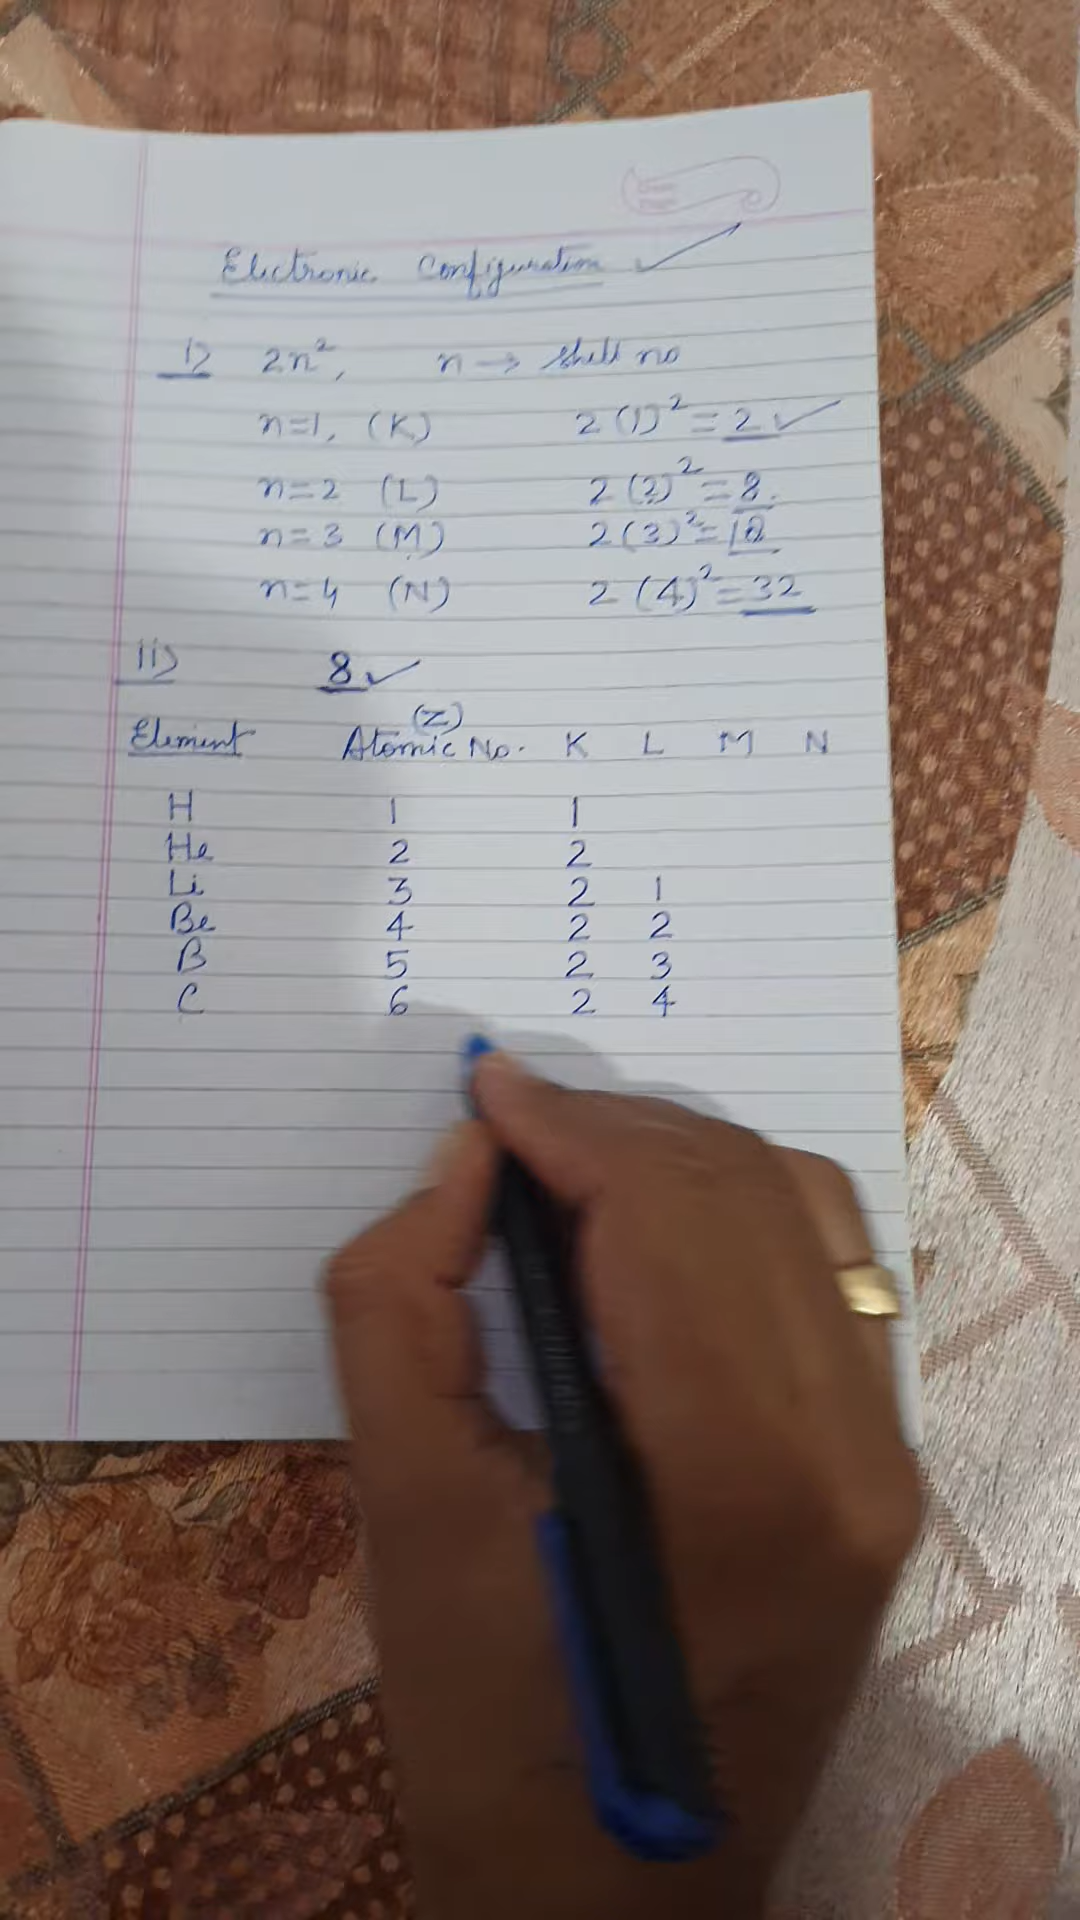 Electronic Configuration
i> 2n², n → shell no
n=1, (K) 2(1)² = 2 ✓
n=2 (L) 2(2)² = 8.
n=3 (M) 2(3)² = 18
n=4 (N) 2(4)² = 32
ii> 8 ✓
(Z)
Element Atomic No. K L M N
H 1 1
He 2 2
Li 3 2 1
Be 4 2 2
B 5 2 3
C 6 2 4